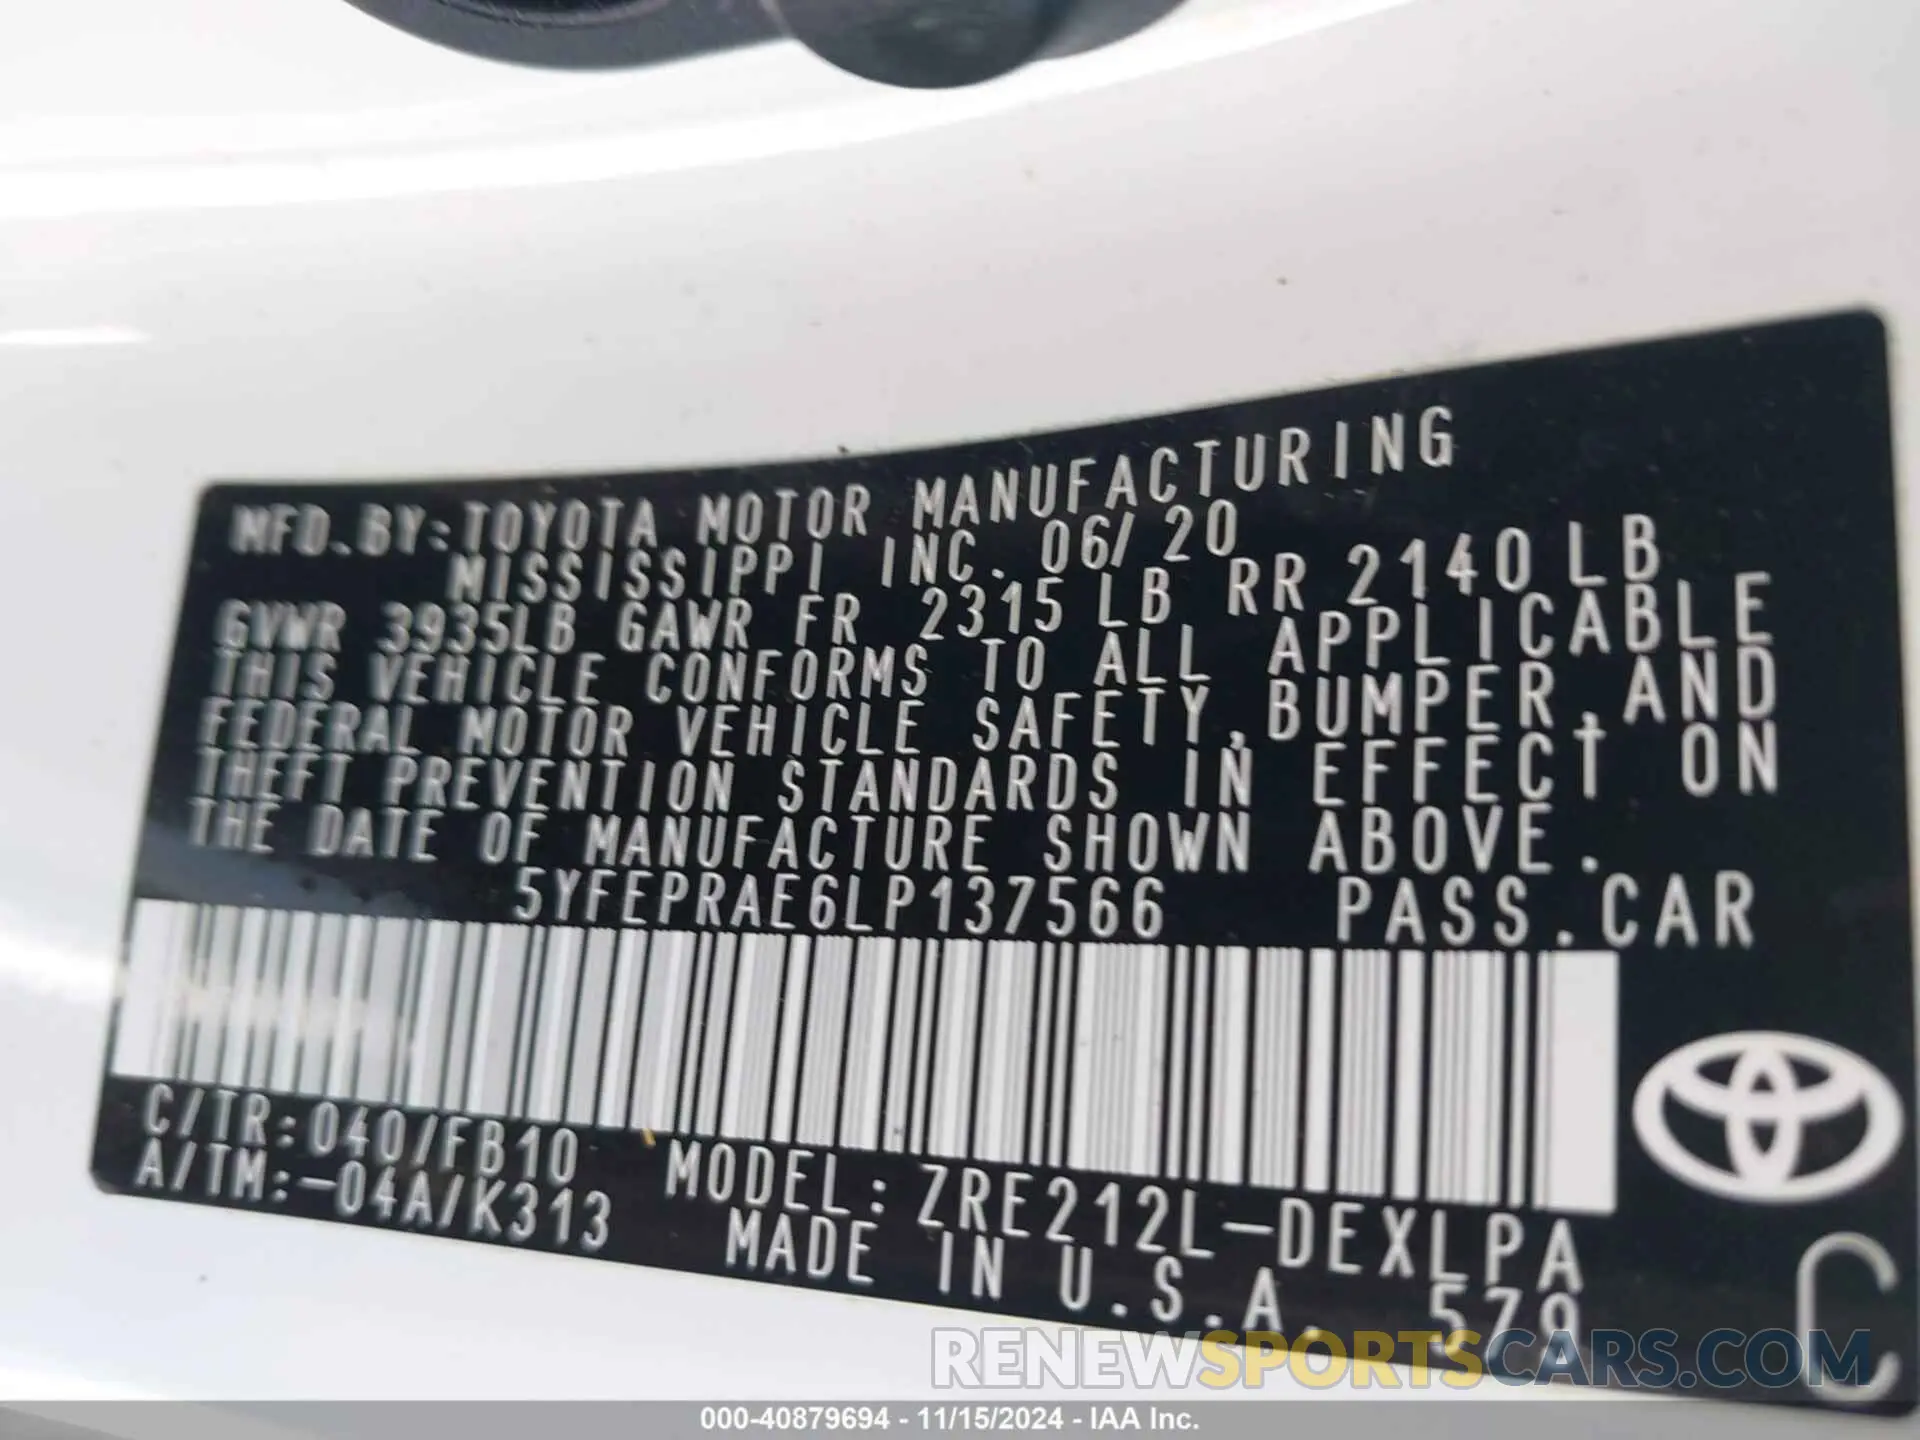 MFD.BY:TOYOTA MOTOR MANUFACTURING
MISSISSIPPI INC. 06/20
GVWR 3935LB GAWR FR 2315LB RR 2140LB
THIS VEHICLE CONFORMS TO ALL APPLICABLE
FEDERAL MOTOR VEHICLE SAFETY,BUMPER,AND
THEFT PREVENTION STANDARDS IN EFFECT ON
THE DATE OF MANUFACTURE SHOWN ABOVE.
5YFEPRAE6LP137566 PASS.CAR
C/TR:040/FB10 MODEL:ZRE212L-DEXLPA
A/TM:-04A/K313 MADE IN U.S.A. 5Z9
C
RENEWSPORTSCARS.COM
000-40879694 - 11/15/2024 - IAA Inc.